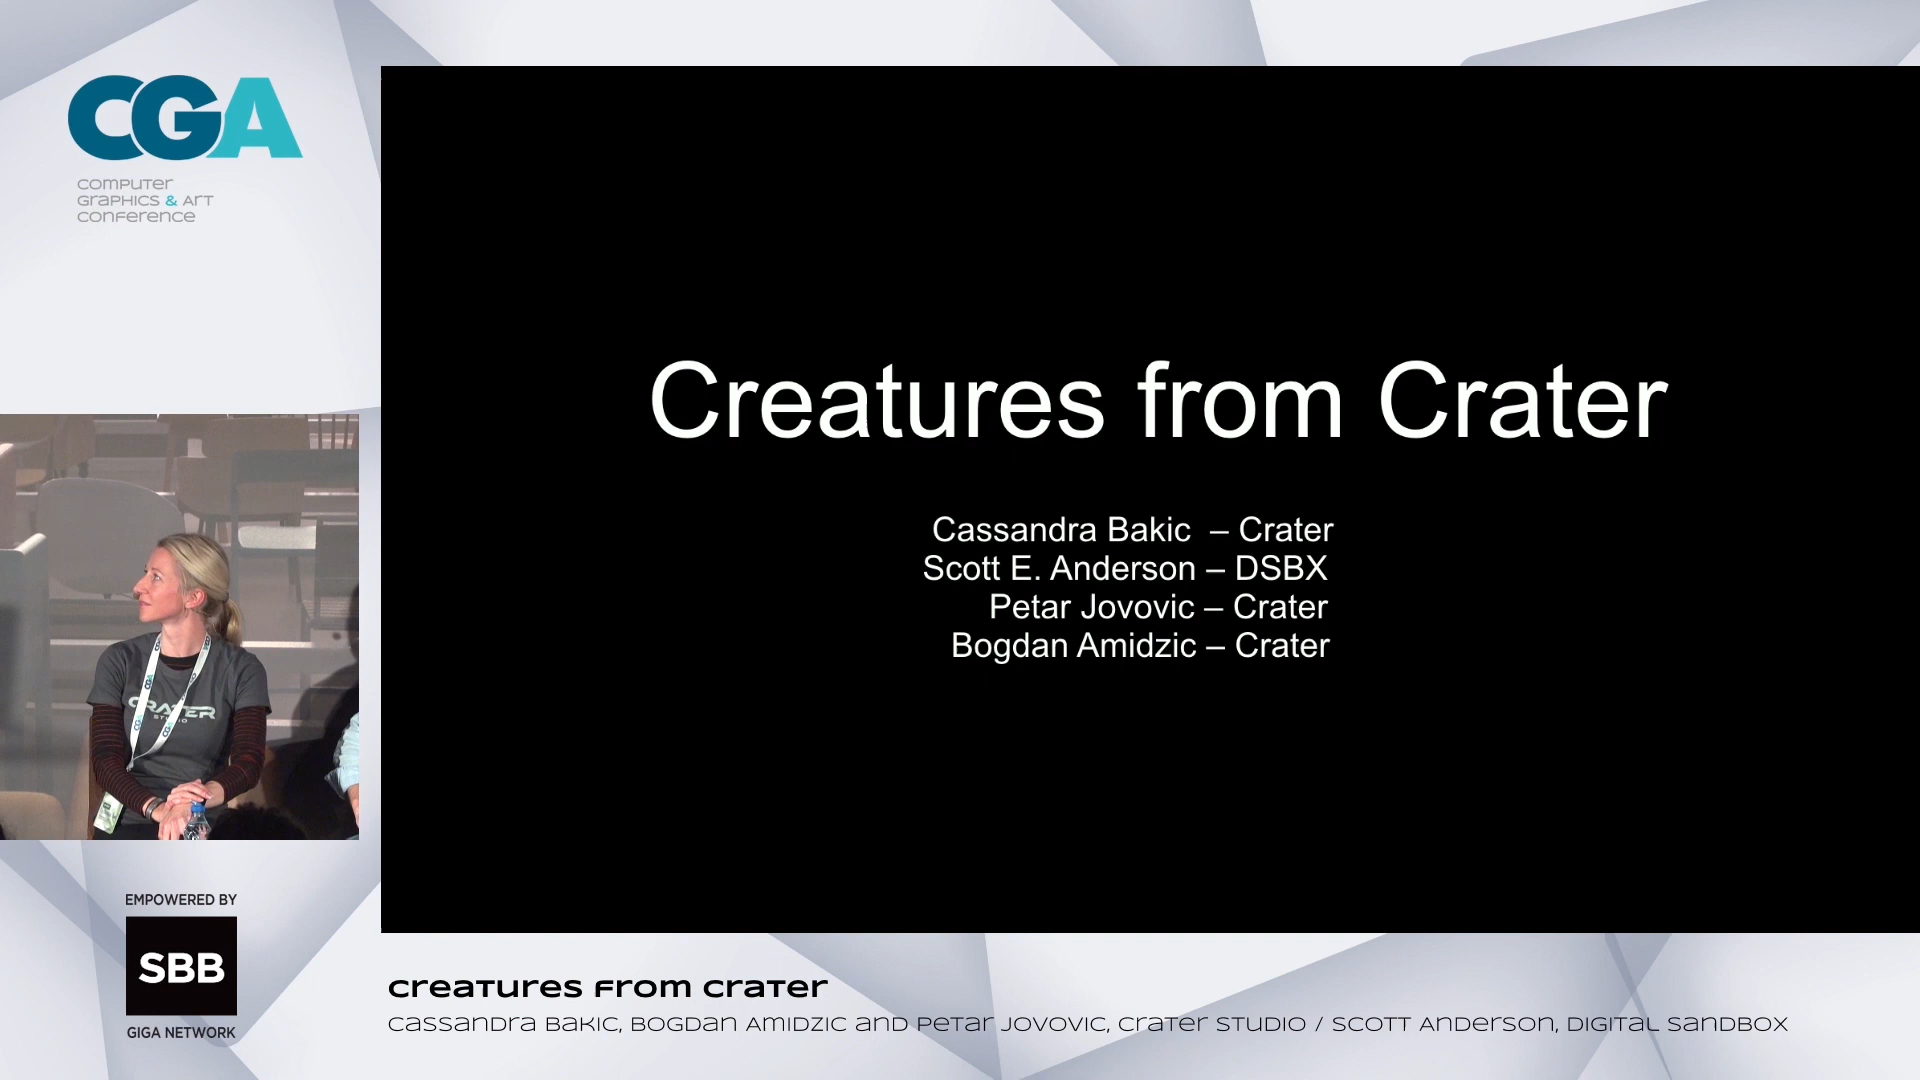 CGA
computer
graphics & art
conference
Creatures from Crater
Cassandra Bakic – Crater
Scott E. Anderson – DSBX
Petar Jovovic – Crater
Bogdan Amidzic – Crater
CRATER
STUDIO
EMPOWERED BY
SBB
GIGA NETWORK
creatures from crater
cassandra bakic, bogdan amidzic and petar jovovic, crater studio / scott anderson, digital sandbox